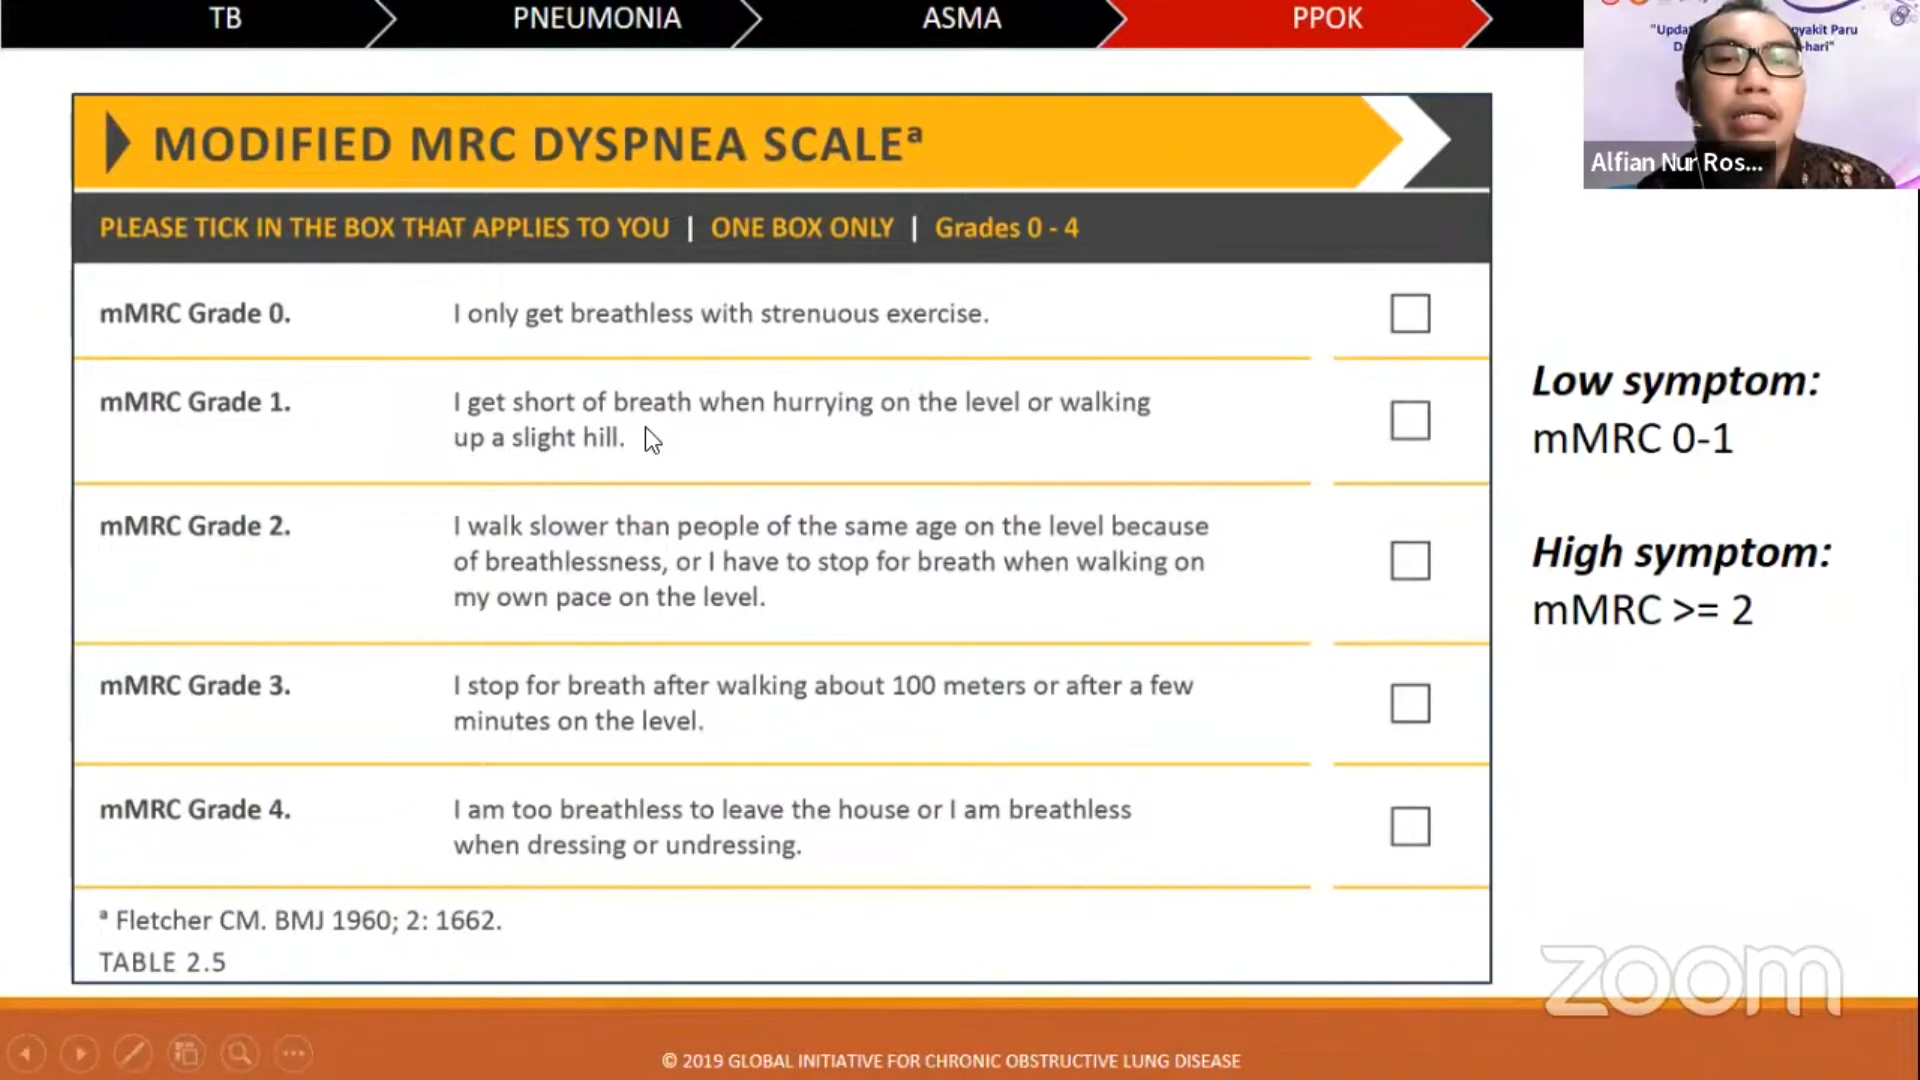 TB
PNEUMONIA
ASMA
PPOK
MODIFIED MRC DYSPNEA SCALEª
PLEASE TICK IN THE BOX THAT APPLIES TO YOU | ONE BOX ONLY | Grades 0 - 4
mMRC Grade 0.
I only get breathless with strenuous exercise.
mMRC Grade 1.
I get short of breath when hurrying on the level or walking
up a slight hill.
mMRC Grade 2.
I walk slower than people of the same age on the level because
of breathlessness, or I have to stop for breath when walking on
my own pace on the level.
mMRC Grade 3.
I stop for breath after walking about 100 meters or after a few
minutes on the level.
mMRC Grade 4.
I am too breathless to leave the house or I am breathless
when dressing or undressing.
ª Fletcher CM. BMJ 1960; 2: 1662.
TABLE 2.5
Low symptom:
mMRC 0-1
High symptom:
mMRC >= 2
Alfian Nur Ros...
zoom
© 2019 GLOBAL INITIATIVE FOR CHRONIC OBSTRUCTIVE LUNG DISEASE